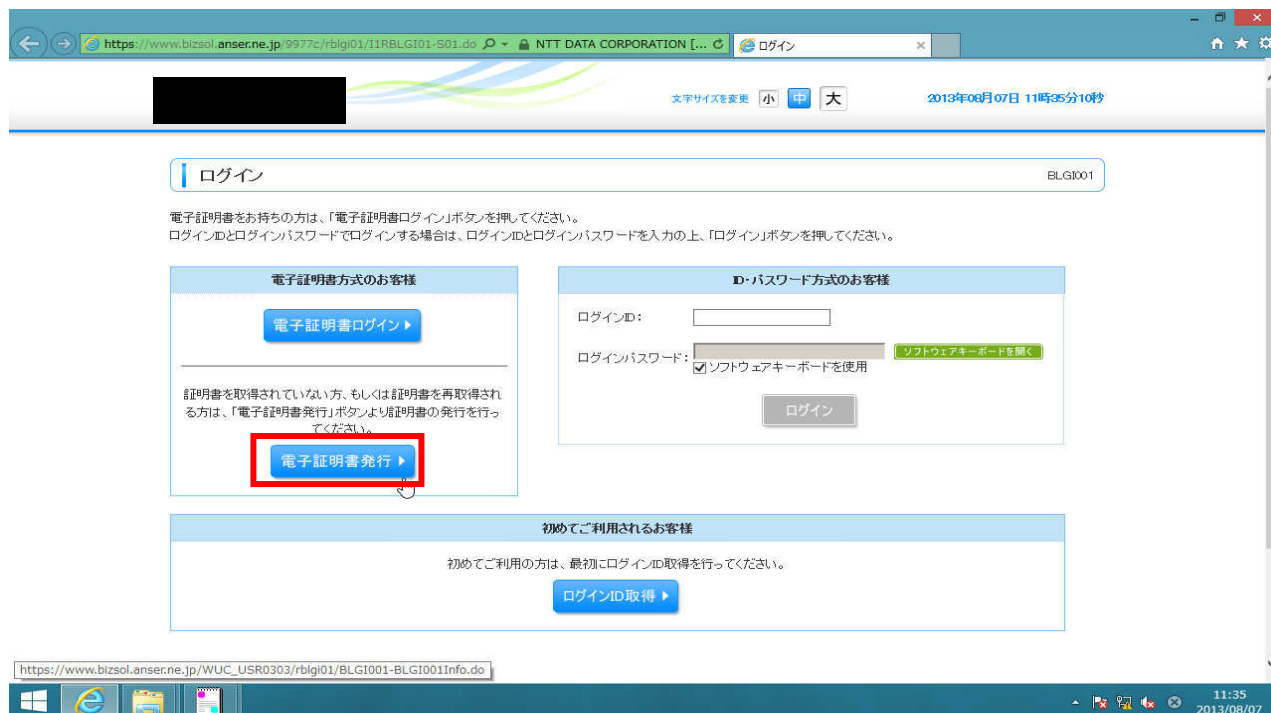 https://www.bizsol.anser.ne.jp/9977c/rblgi01/I1RBLGI01-S01.do
NTT DATA CORPORATION [...
ログイン
文字サイズを変更 小 中 大
2013年08月07日 11時35分10秒
ログイン
BLGI001
電子証明書をお持ちの方は、「電子証明書ログイン」ボタンを押してください。
ログインIDとログインパスワードでログインする場合は、ログインIDとログインパスワードを入力の上、「ログイン」ボタンを押してください。
電子証明書方式のお客様
電子証明書ログイン
証明書を取得されていない方、もしくは証明書を再取得され
る方は、「電子証明書発行」ボタンより証明書の発行を行っ
てください。
電子証明書発行
ID・パスワード方式のお客様
ログインID：
ログインパスワード：
ソフトウェアキーボードを開く
ソフトウェアキーボードを使用
ログイン
初めてご利用されるお客様
初めてご利用の方は、最初にログインID取得を行ってください。
ログインID取得
https://www.bizsol.anser.ne.jp/WUC_USR0303/rblgi01/BLGI001-BLGI001Info.do
11:35
2013/08/07